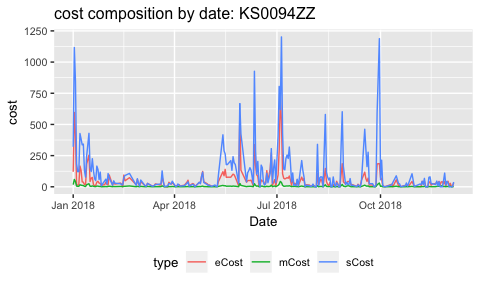 cost composition by date: KS0094ZZ
1250
1000
750
500
250
0
cost
Jan 2018 Apr 2018 Jul 2018 Oct 2018
Date
type eCost mCost sCost